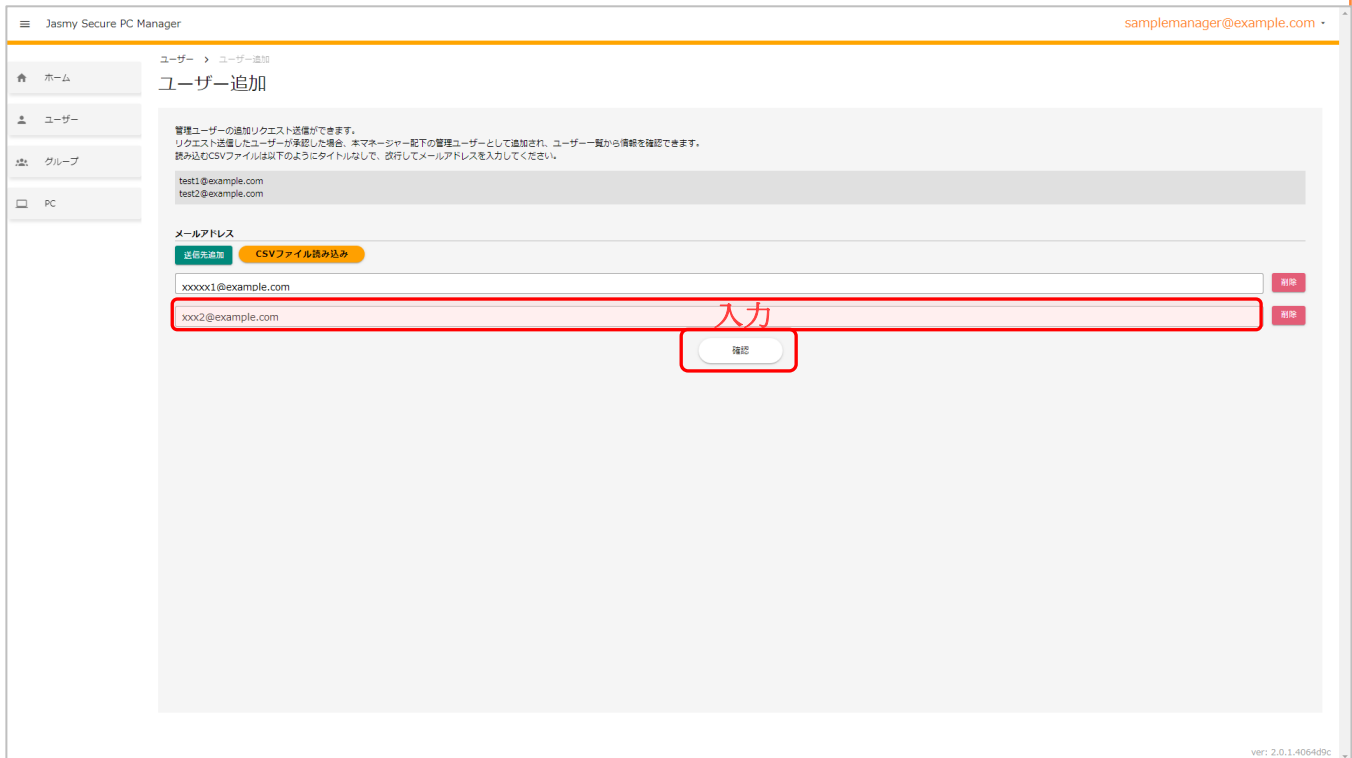 Jasmy Secure PC Manager
samplemanager@example.com
ホーム
ユーザー
グループ
PC
ユーザー > ユーザー追加
ユーザー追加
管理ユーザーの追加リクエスト送信ができます。
リクエスト送信したユーザーが承認した場合、本マネージャー配下の管理ユーザーとして追加され、ユーザー一覧から情報を確認できます。
読み込むCSVファイルは以下のようにタイトルなしで、改行してメールアドレスを入力してください。
test1@example.com
test2@example.com
メールアドレス
送信先追加 CSVファイル読み込み
xxxxx1@example.com 削除
xxx2@example.com 入力 削除
確認
ver: 2.0.1.4064d9c